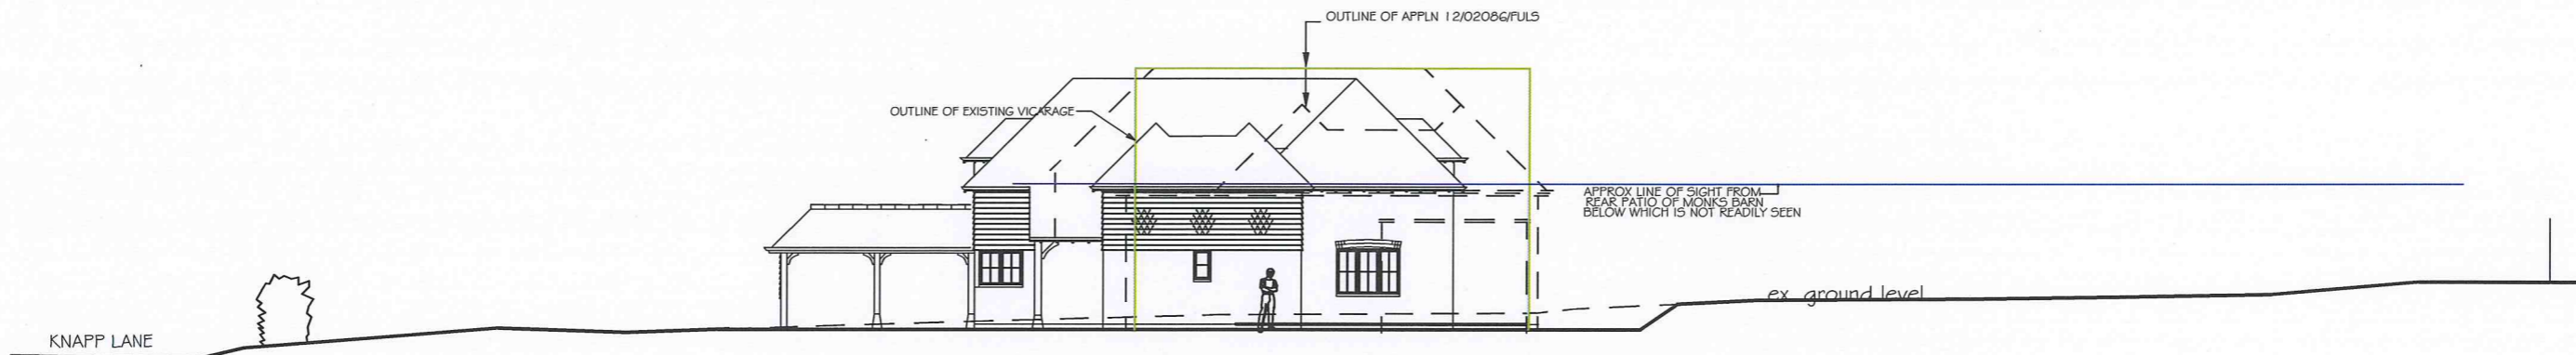 OUTLINE OF APPLN 12/02086/FULS
OUTLINE OF EXISTING VICARAGE
APPROX LINE OF SIGHT FROM
REAR PATIO OF MONKS BARN
BELOW WHICH IS NOT READILY SEEN
ex. ground level
KNAPP LANE